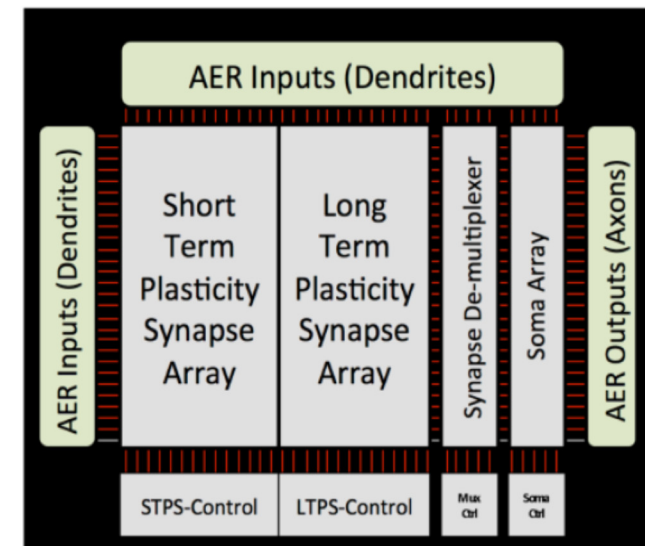 AER Inputs (Dendrites)
AER Inputs (Dendrites)
Short
Term
Plasticity
Synapse
Array
Long
Term
Plasticity
Synapse
Array
Synapse De-multiplexer
Soma Array
AER Outputs (Axons)
STPS-Control
LTPS-Control
Mux
Ctrl
Soma
Ctrl